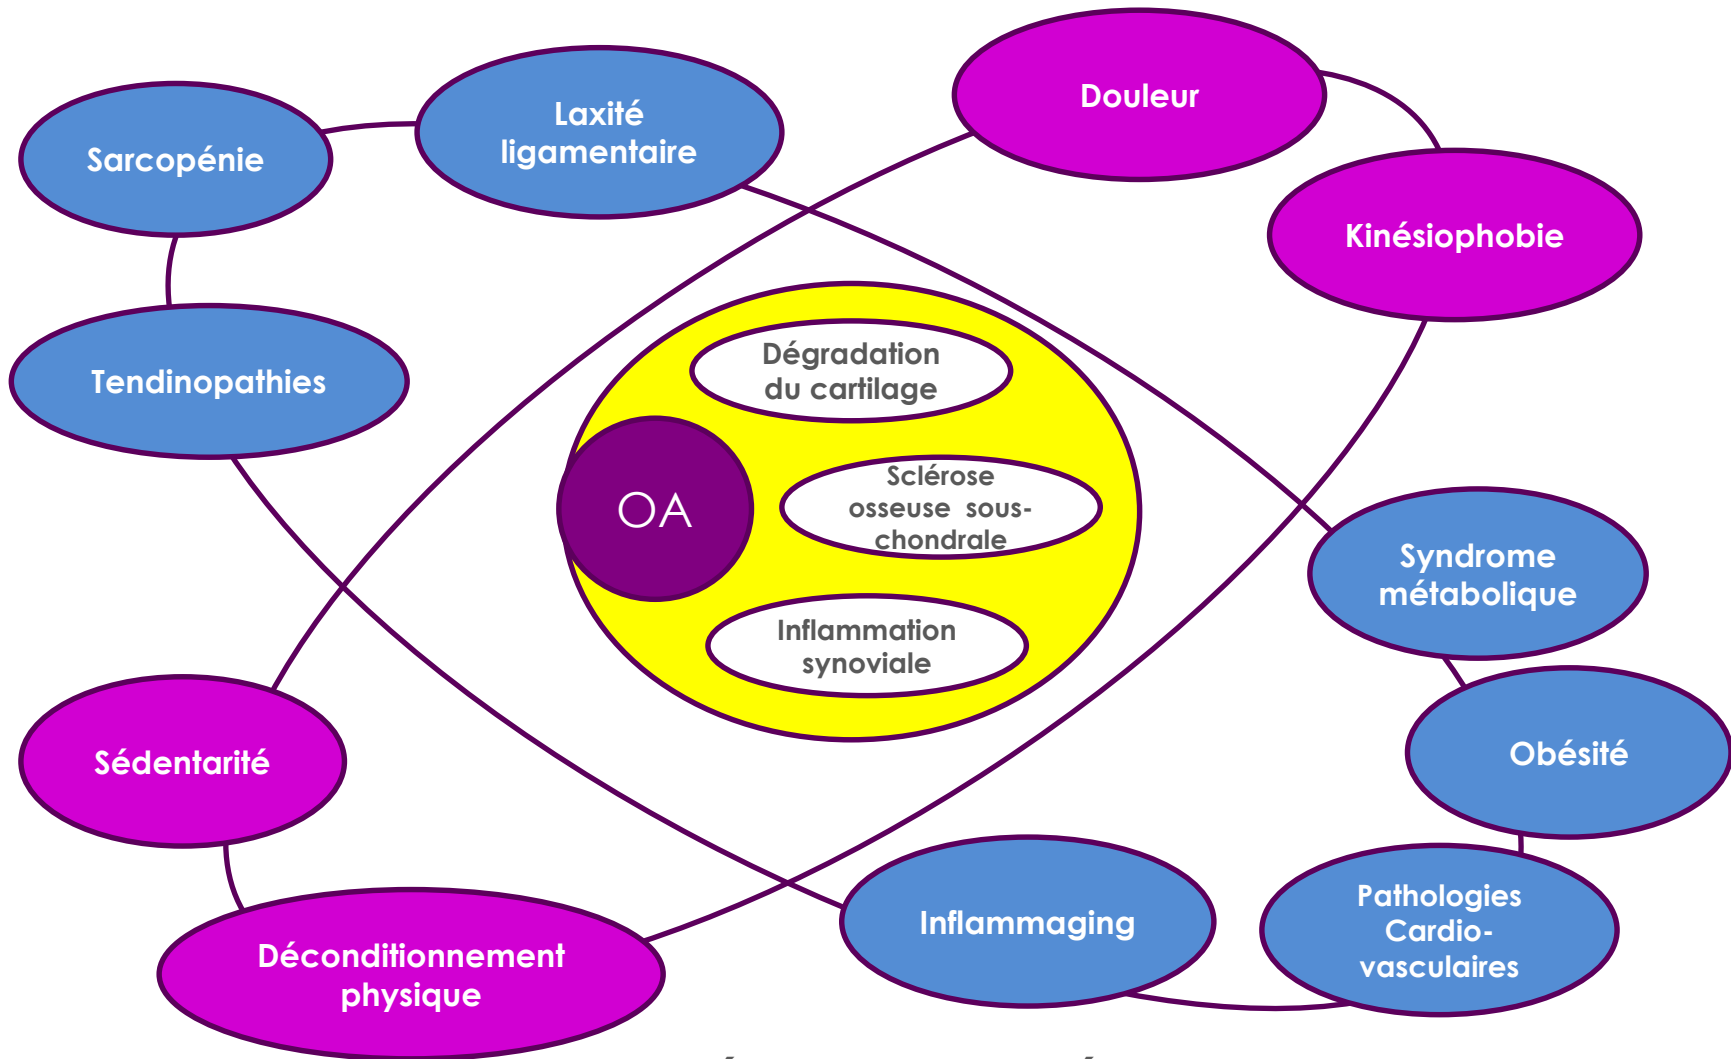 Douleur
Laxité
ligamentaire
Sarcopénie
Kinésiophobie
Tendinopathies
Dégradation
du cartilage
OA
Sclérose
osseuse sous-
chondrale
Inflammation
synoviale
Syndrome
métabolique
Obésité
Sédentarité
Pathologies
Cardio-
vasculaires
Inflammaging
Déconditionnement
physique